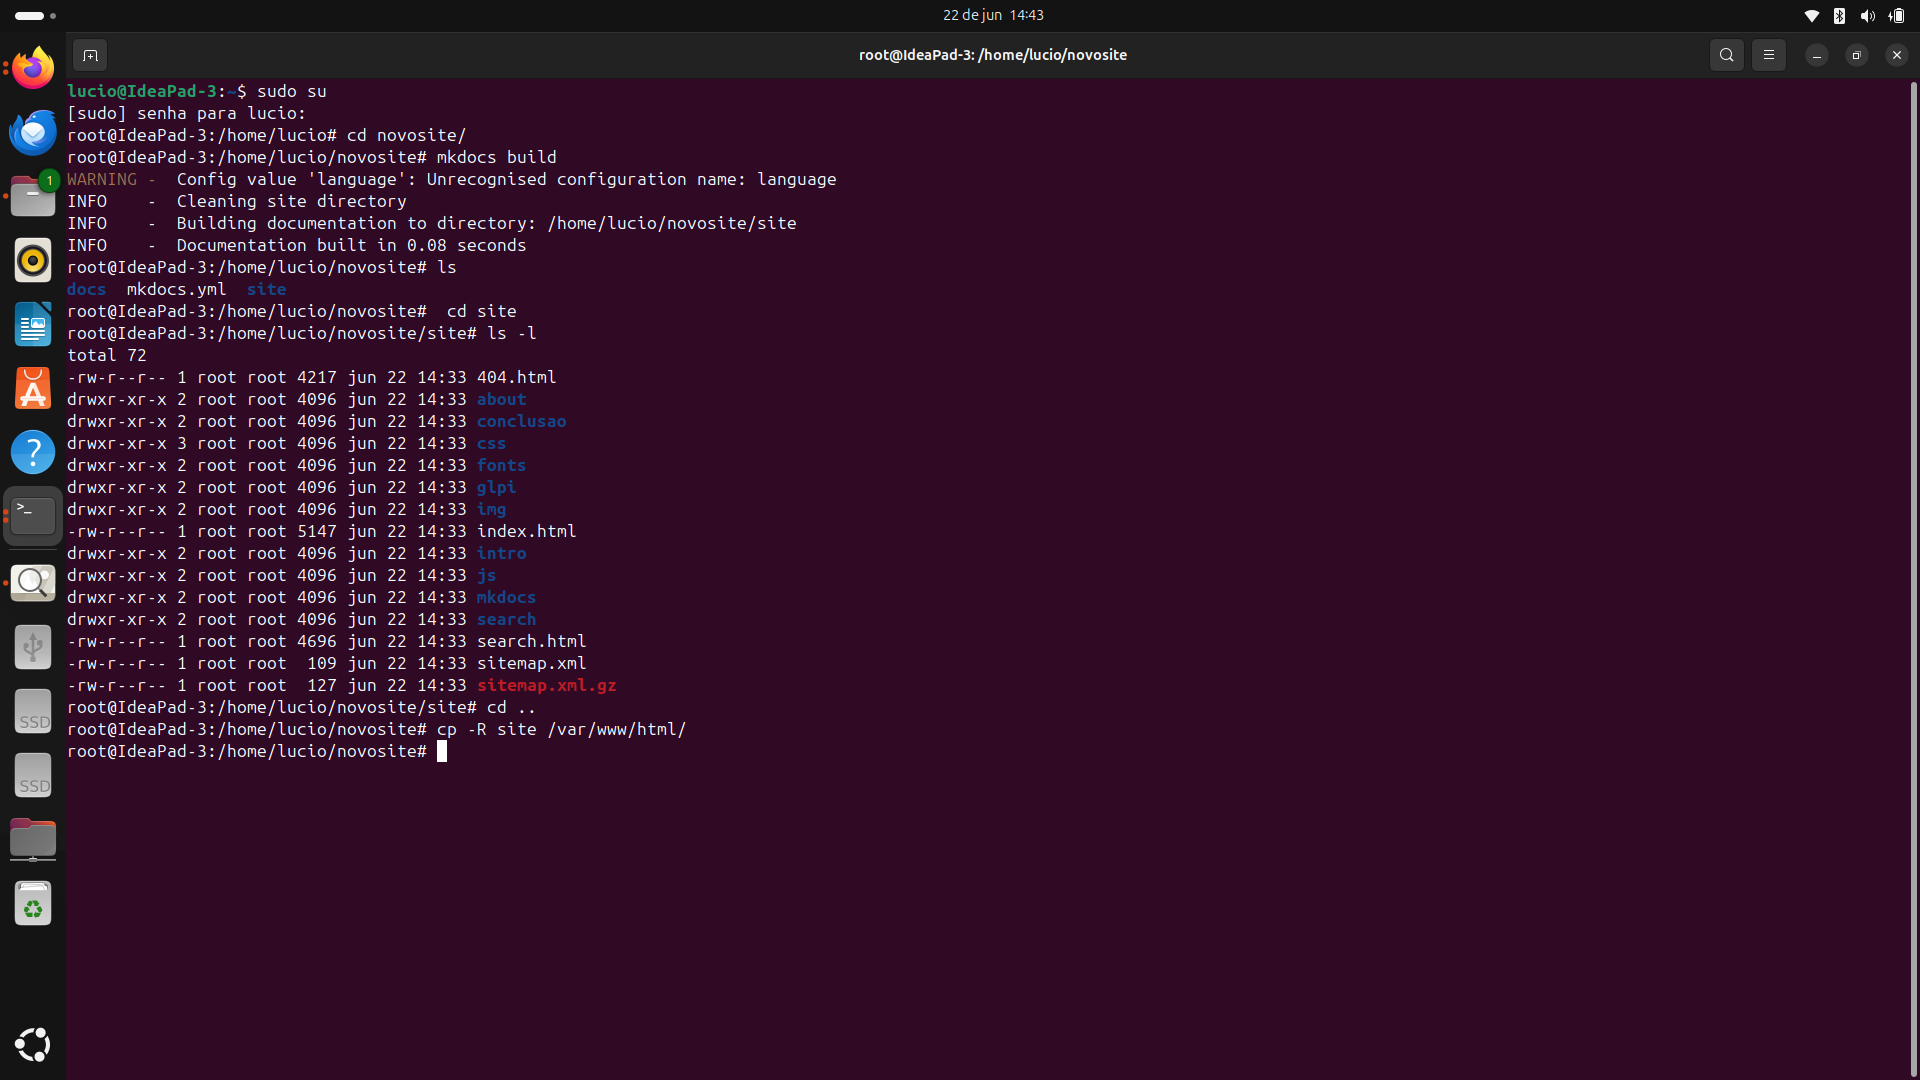 22 de jun 14:43
root@IdeaPad-3: /home/lucio/novosite
lucio@IdeaPad-3:~$ sudo su
[sudo] senha para lucio:
root@IdeaPad-3:/home/lucio# cd novosite/
root@IdeaPad-3:/home/lucio/novosite# mkdocs build
WARNING -  Config value 'language': Unrecognised configuration name: language
INFO    -  Cleaning site directory
INFO    -  Building documentation to directory: /home/lucio/novosite/site
INFO    -  Documentation built in 0.08 seconds
root@IdeaPad-3:/home/lucio/novosite# ls
docs  mkdocs.yml  site
root@IdeaPad-3:/home/lucio/novosite#  cd site
root@IdeaPad-3:/home/lucio/novosite/site# ls -l
total 72
-rw-r--r-- 1 root root 4217 jun 22 14:33 404.html
drwxr-xr-x 2 root root 4096 jun 22 14:33 about
drwxr-xr-x 2 root root 4096 jun 22 14:33 conclusao
drwxr-xr-x 3 root root 4096 jun 22 14:33 css
drwxr-xr-x 2 root root 4096 jun 22 14:33 fonts
drwxr-xr-x 2 root root 4096 jun 22 14:33 glpi
drwxr-xr-x 2 root root 4096 jun 22 14:33 img
-rw-r--r-- 1 root root 5147 jun 22 14:33 index.html
drwxr-xr-x 2 root root 4096 jun 22 14:33 intro
drwxr-xr-x 2 root root 4096 jun 22 14:33 js
drwxr-xr-x 2 root root 4096 jun 22 14:33 mkdocs
drwxr-xr-x 2 root root 4096 jun 22 14:33 search
-rw-r--r-- 1 root root 4696 jun 22 14:33 search.html
-rw-r--r-- 1 root root  109 jun 22 14:33 sitemap.xml
-rw-r--r-- 1 root root  127 jun 22 14:33 sitemap.xml.gz
root@IdeaPad-3:/home/lucio/novosite/site# cd ..
root@IdeaPad-3:/home/lucio/novosite# cp -R site /var/www/html/
root@IdeaPad-3:/home/lucio/novosite#
1
?
>_
SSD
SSD